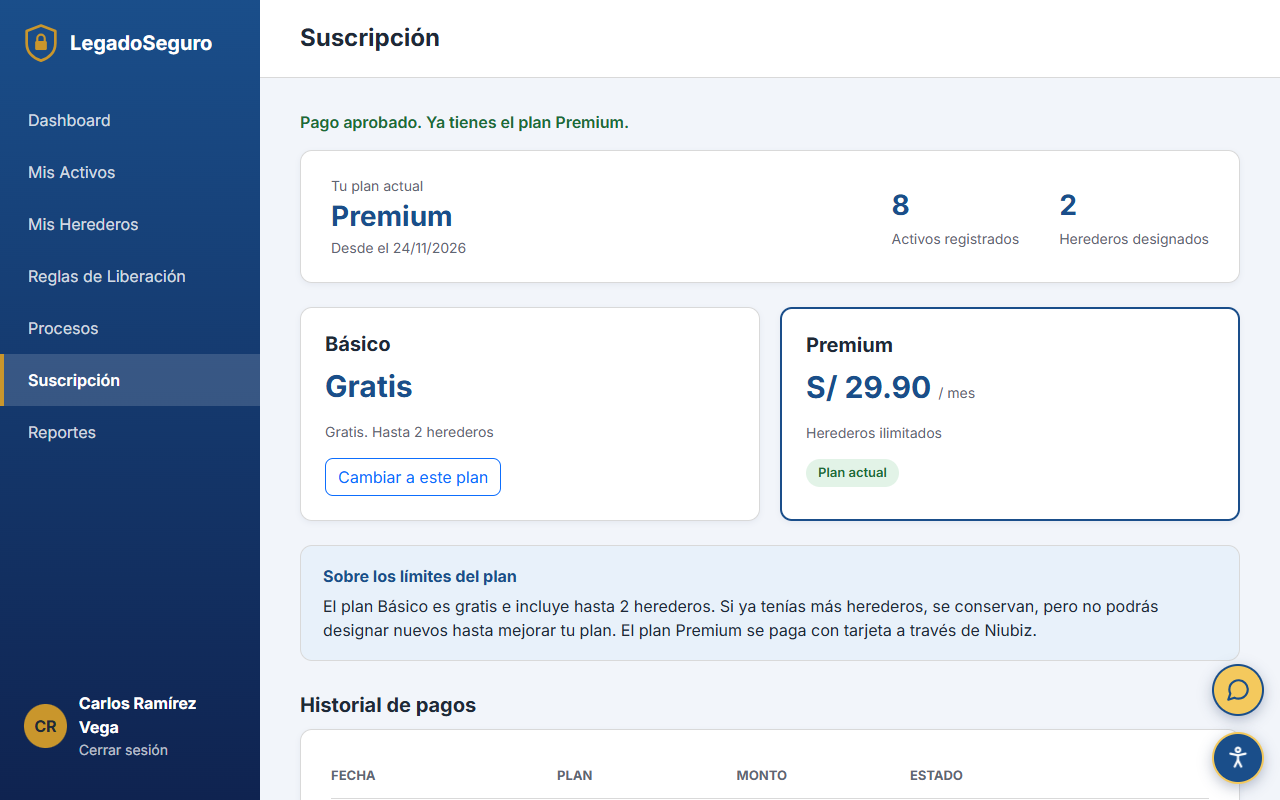 LegadoSeguro
Dashboard
Mis Activos
Mis Herederos
Reglas de Liberación
Procesos
Suscripción
Reportes
CR
Carlos Ramírez
Vega
Cerrar sesión
Suscripción
Pago aprobado. Ya tienes el plan Premium.
Tu plan actual
Premium
Desde el 24/11/2026
8
Activos registrados
2
Herederos designados
Básico
Gratis
Gratis. Hasta 2 herederos
Cambiar a este plan
Premium
S/ 29.90 / mes
Herederos ilimitados
Plan actual
Sobre los límites del plan
El plan Básico es gratis e incluye hasta 2 herederos. Si ya tenías más herederos, se conservan, pero no podrás
designar nuevos hasta mejorar tu plan. El plan Premium se paga con tarjeta a través de Niubiz.
Historial de pagos
FECHA PLAN MONTO ESTADO